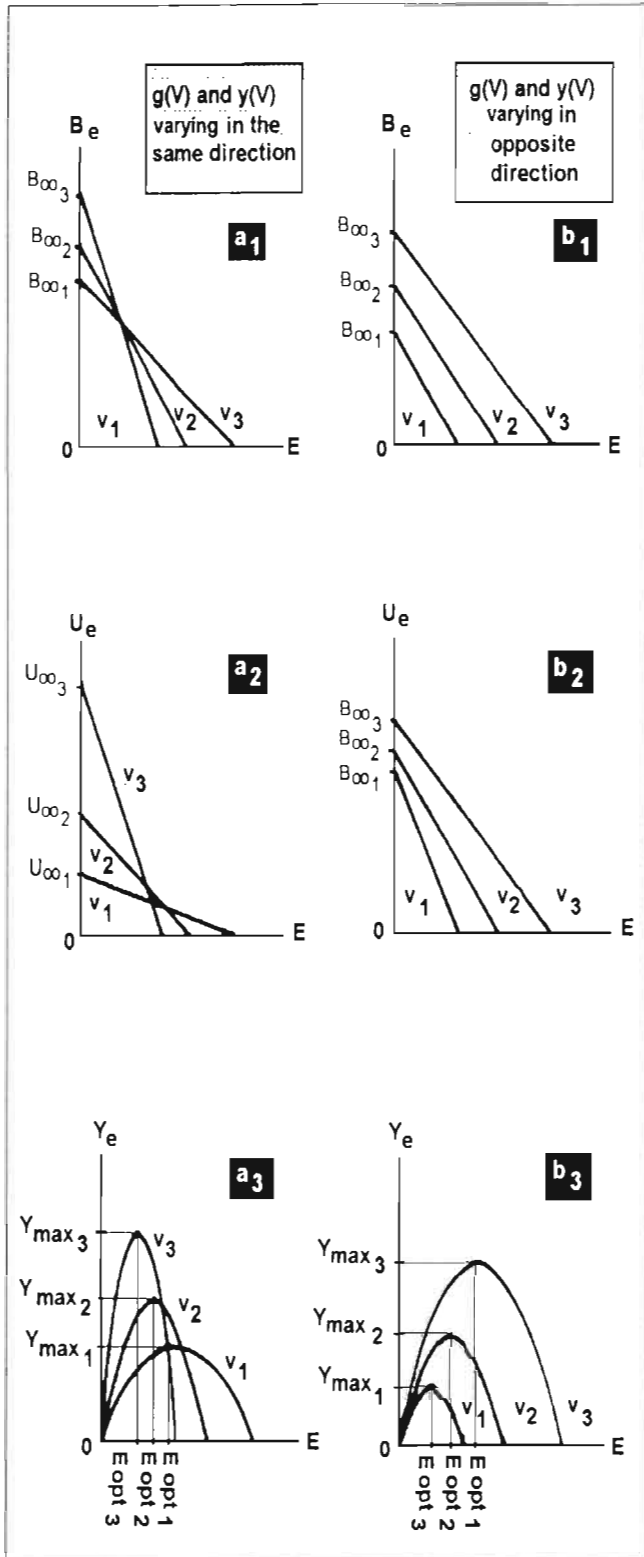 g(V) and y(V)
varying in the
same direction
g(V) and y(V)
varying in
opposite
direction
Be
B∞3
B∞2
B∞1
a1
v1
v2
v3
0
E
Be
B∞3
B∞2
B∞1
b1
v1
v2
v3
0
E
Ue
U∞3
U∞2
U∞1
a2
v3
v2
v1
0
E
Ue
B∞3
B∞2
B∞1
b2
v1
v2
v3
0
E
Ye
a3
Ymax3
Ymax2
Ymax1
v3
v2
v1
0
E
E opt 3
E opt 2
E opt 1
Ye
b3
Ymax3
Ymax2
Ymax1
v1
v2
v3
0
E
E opt 3
E opt 2
E opt 1